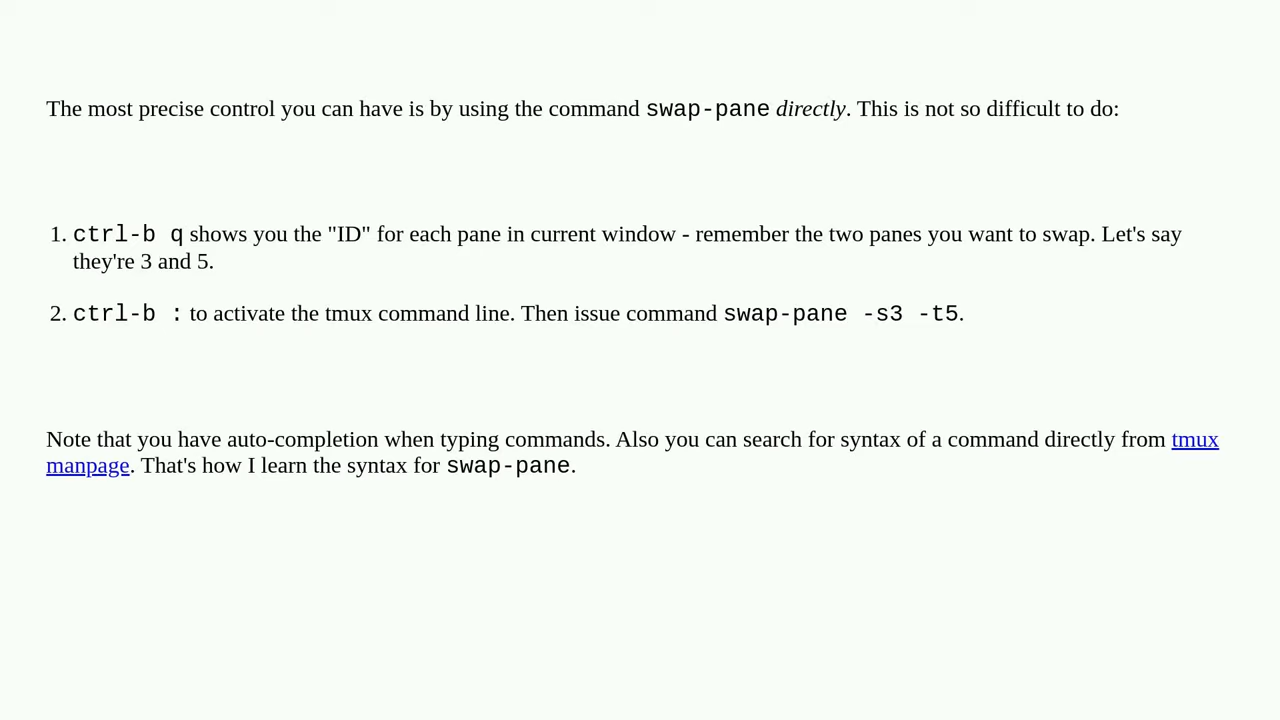 The most precise control you can have is by using the command swap-pane directly. This is not so difficult to do:
1. ctrl-b q shows you the "ID" for each pane in current window - remember the two panes you want to swap. Let's say
they're 3 and 5.
2. ctrl-b : to activate the tmux command line. Then issue command swap-pane -s3 -t5.
Note that you have auto-completion when typing commands. Also you can search for syntax of a command directly from tmux
manpage. That's how I learn the syntax for swap-pane.